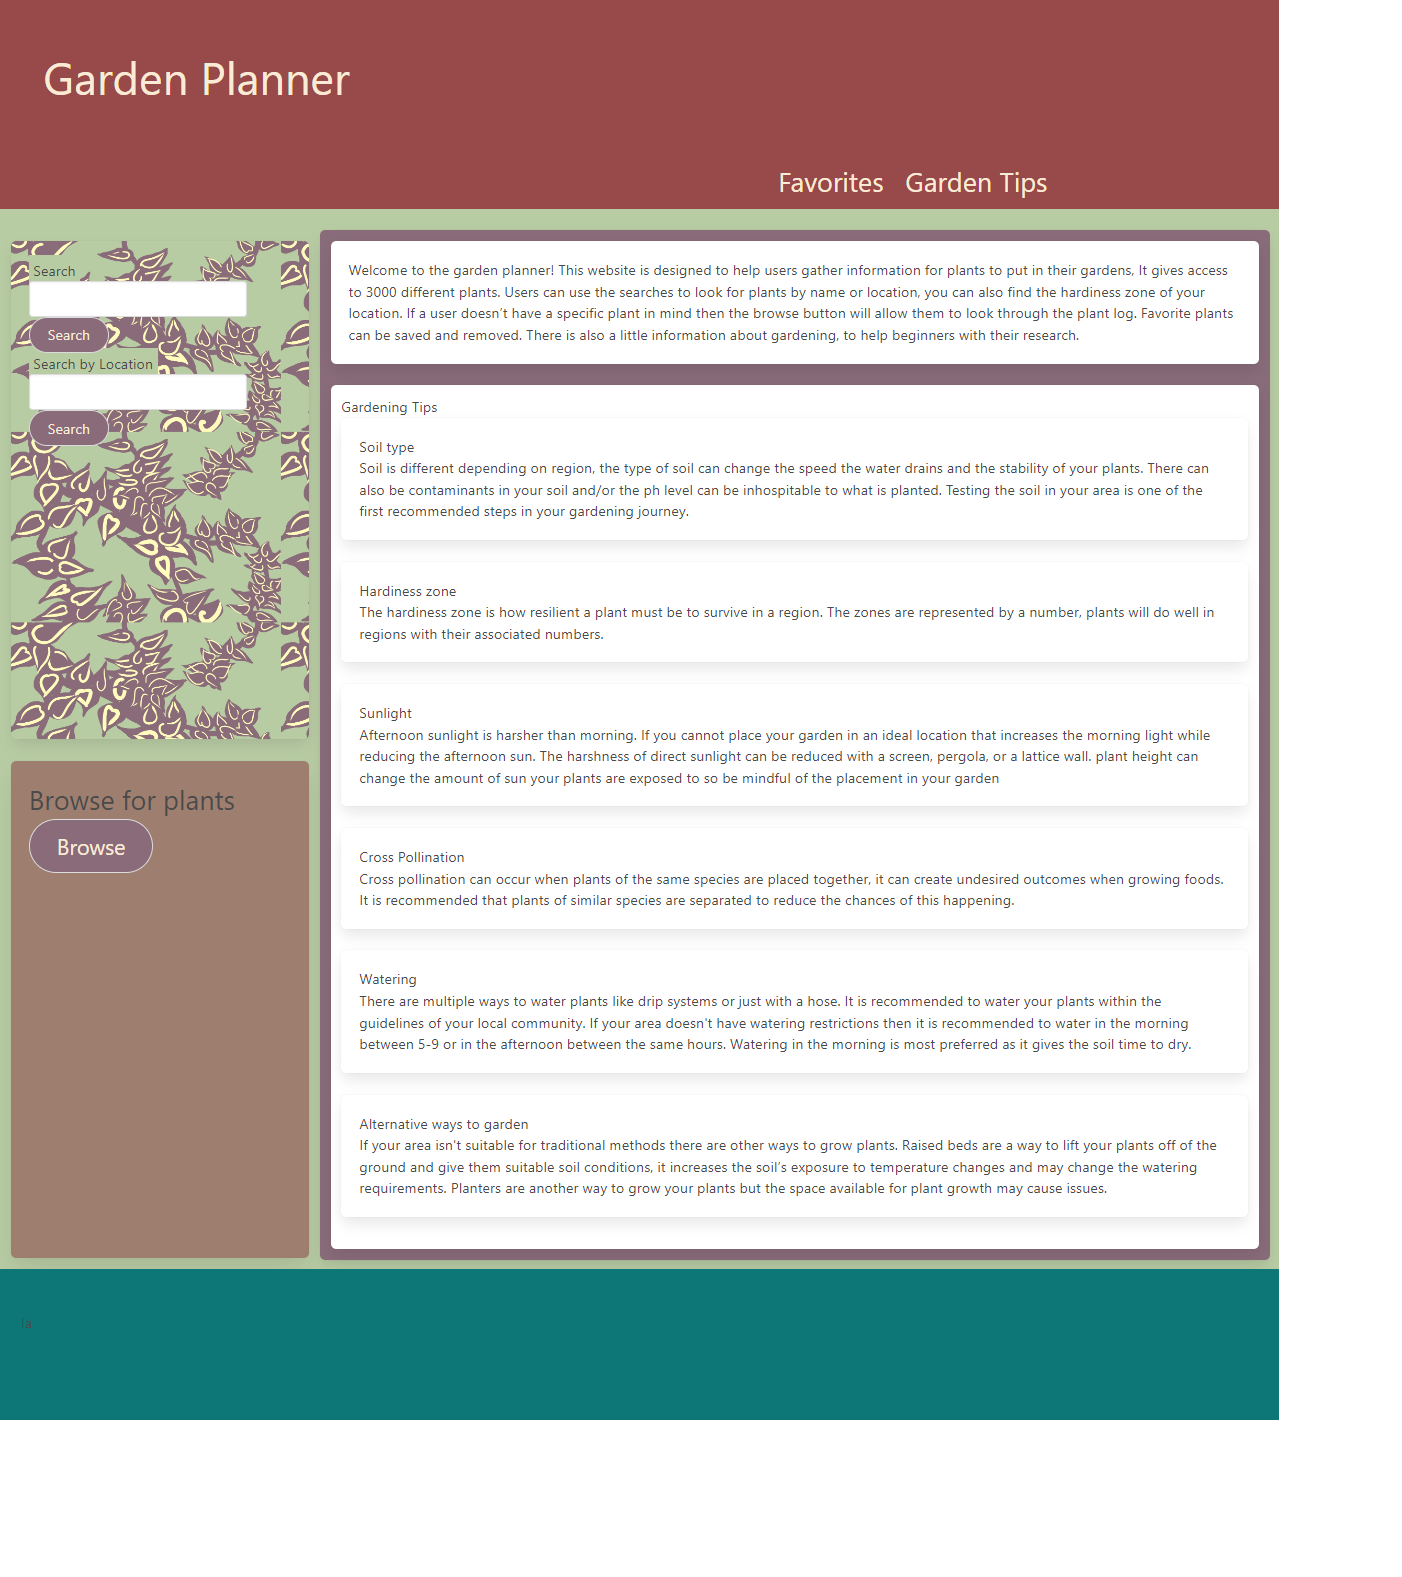 Garden Planner
Favorites Garden Tips
Search
Search
Search by Location
Search
Browse for plants
Browse
Welcome to the garden planner! This website is designed to help users gather information for plants to put in their gardens, It gives access
to 3000 different plants. Users can use the searches to look for plants by name or location, you can also find the hardiness zone of your
location. If a user doesn’t have a specific plant in mind then the browse button will allow them to look through the plant log. Favorite plants
can be saved and removed. There is also a little information about gardening, to help beginners with their research.
Gardening Tips
Soil type
Soil is different depending on region, the type of soil can change the speed the water drains and the stability of your plants. There can
also be contaminants in your soil and/or the ph level can be inhospitable to what is planted. Testing the soil in your area is one of the
first recommended steps in your gardening journey.
Hardiness zone
The hardiness zone is how resilient a plant must be to survive in a region. The zones are represented by a number, plants will do well in
regions with their associated numbers.
Sunlight
Afternoon sunlight is harsher than morning. If you cannot place your garden in an ideal location that increases the morning light while
reducing the afternoon sun. The harshness of direct sunlight can be reduced with a screen, pergola, or a lattice wall. plant height can
change the amount of sun your plants are exposed to so be mindful of the placement in your garden
Cross Pollination
Cross pollination can occur when plants of the same species are placed together, it can create undesired outcomes when growing foods.
It is recommended that plants of similar species are separated to reduce the chances of this happening.
Watering
There are multiple ways to water plants like drip systems or just with a hose. It is recommended to water your plants within the
guidelines of your local community. If your area doesn't have watering restrictions then it is recommended to water in the morning
between 5-9 or in the afternoon between the same hours. Watering in the morning is most preferred as it gives the soil time to dry.
Alternative ways to garden
If your area isn't suitable for traditional methods there are other ways to grow plants. Raised beds are a way to lift your plants off of the
ground and give them suitable soil conditions, it increases the soil’s exposure to temperature changes and may change the watering
requirements. Planters are another way to grow your plants but the space available for plant growth may cause issues.